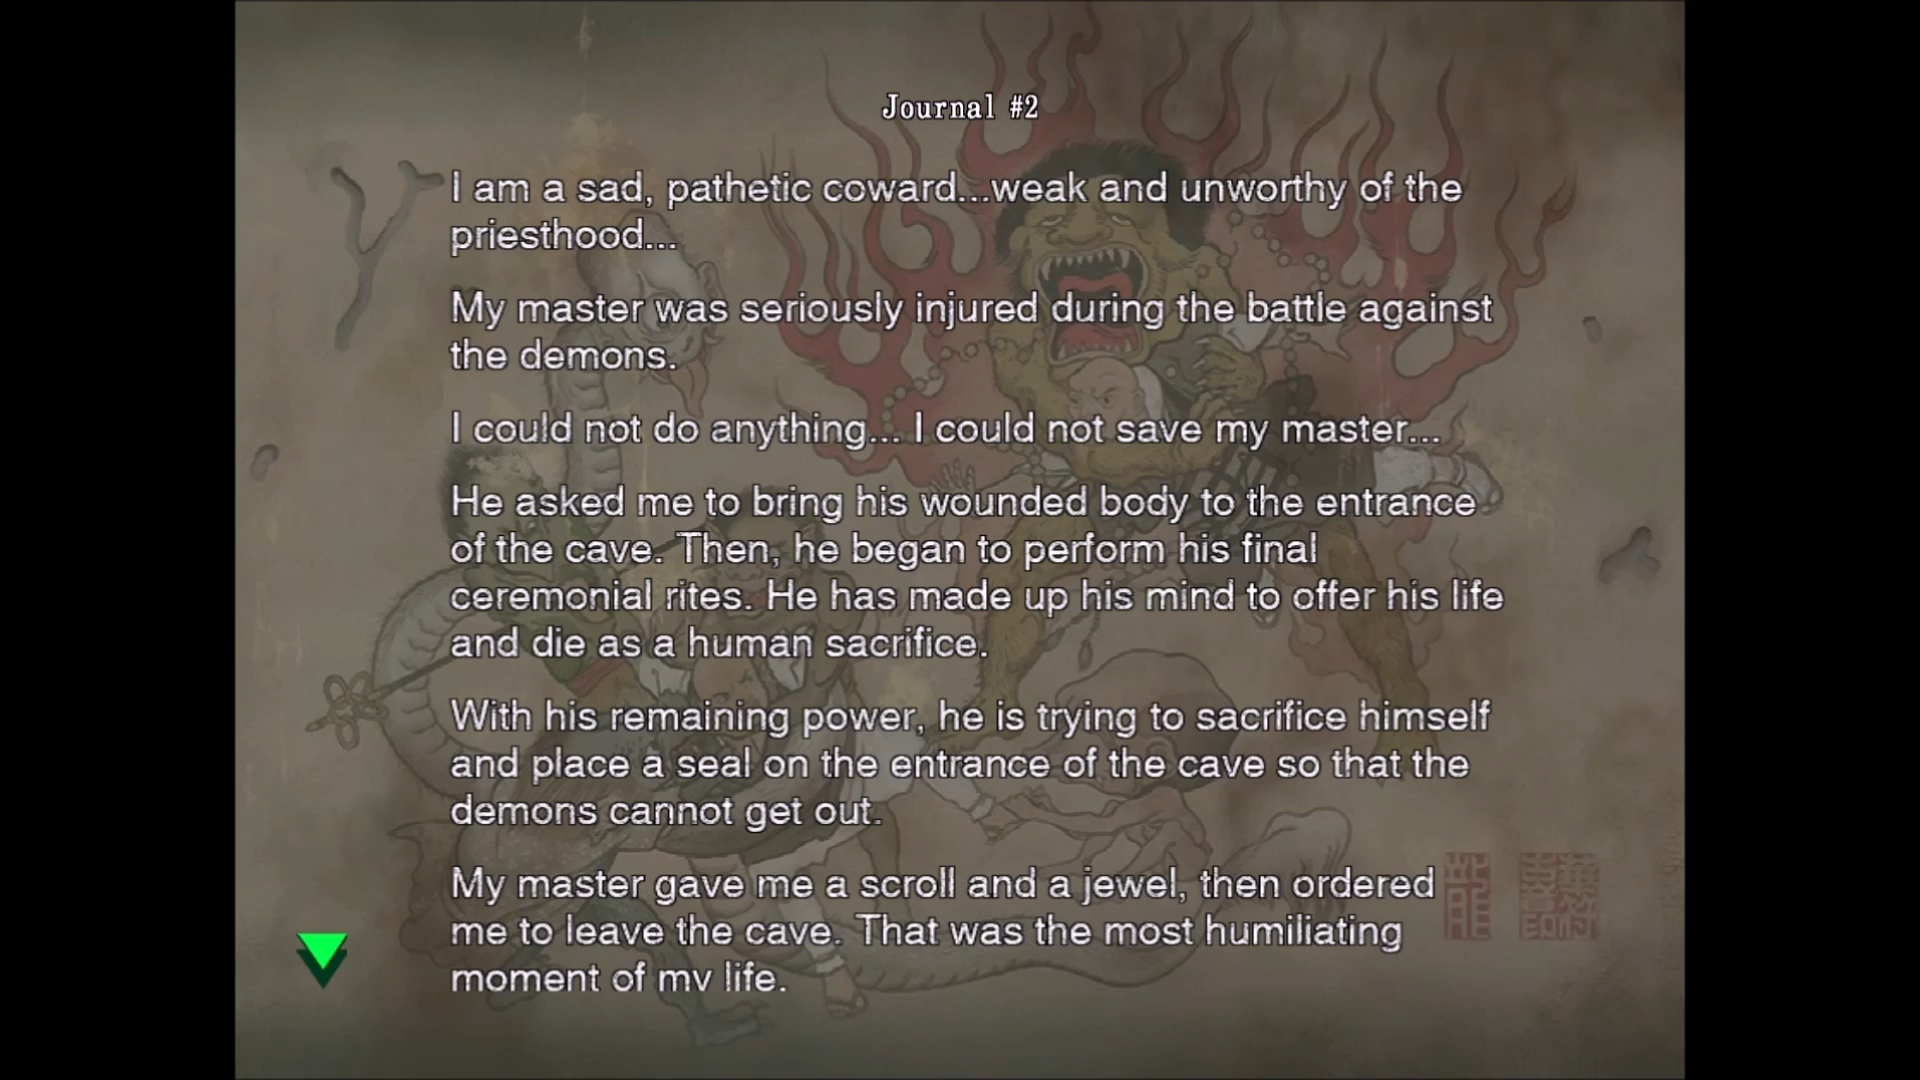 Journal #2
I am a sad, pathetic coward...weak and unworthy of the
priesthood...
My master was seriously injured during the battle against
the demons.
I could not do anything... I could not save my master...
He asked me to bring his wounded body to the entrance
of the cave. Then, he began to perform his final
ceremonial rites. He has made up his mind to offer his life
and die as a human sacrifice.
With his remaining power, he is trying to sacrifice himself
and place a seal on the entrance of the cave so that the
demons cannot get out.
My master gave me a scroll and a jewel, then ordered
me to leave the cave. That was the most humiliating
moment of my life.